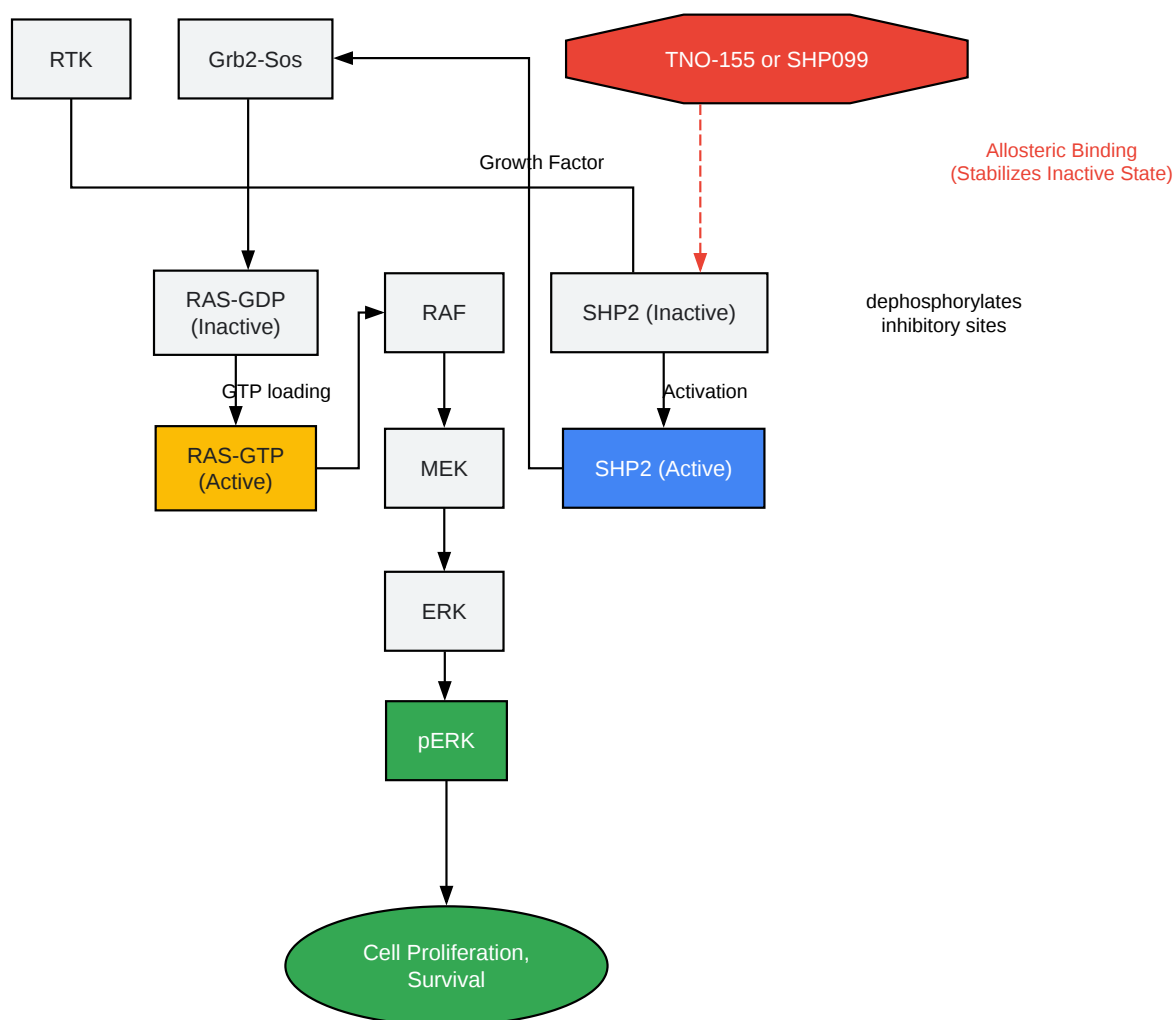 RTK
Grb2-Sos
TNO-155 or SHP099
Growth Factor
Allosteric Binding
(Stabilizes Inactive State)
RAS-GDP
(Inactive)
RAF
SHP2 (Inactive)
dephosphorylates
inhibitory sites
GTP loading
Activation
RAS-GTP
(Active)
MEK
SHP2 (Active)
ERK
pERK
Cell Proliferation,
Survival